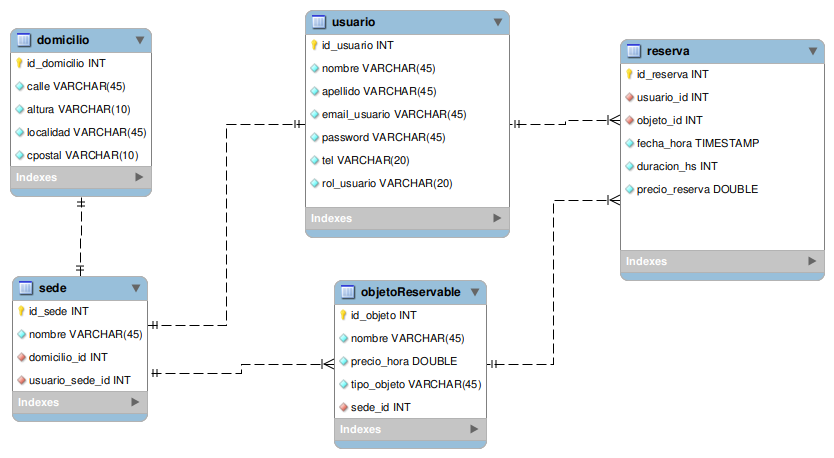 domicilio
id_domicilio INT
calle VARCHAR(45)
altura VARCHAR(10)
localidad VARCHAR(45)
cpostal VARCHAR(10)
Indexes
usuario
id_usuario INT
nombre VARCHAR(45)
apellido VARCHAR(45)
email_usuario VARCHAR(45)
password VARCHAR(45)
tel VARCHAR(20)
rol_usuario VARCHAR(20)
Indexes
reserva
id_reserva INT
usuario_id INT
objeto_id INT
fecha_hora TIMESTAMP
duracion_hs INT
precio_reserva DOUBLE
Indexes
sede
id_sede INT
nombre VARCHAR(45)
domicilio_id INT
usuario_sede_id INT
Indexes
objetoReservable
id_objeto INT
nombre VARCHAR(45)
precio_hora DOUBLE
tipo_objeto VARCHAR(45)
sede_id INT
Indexes